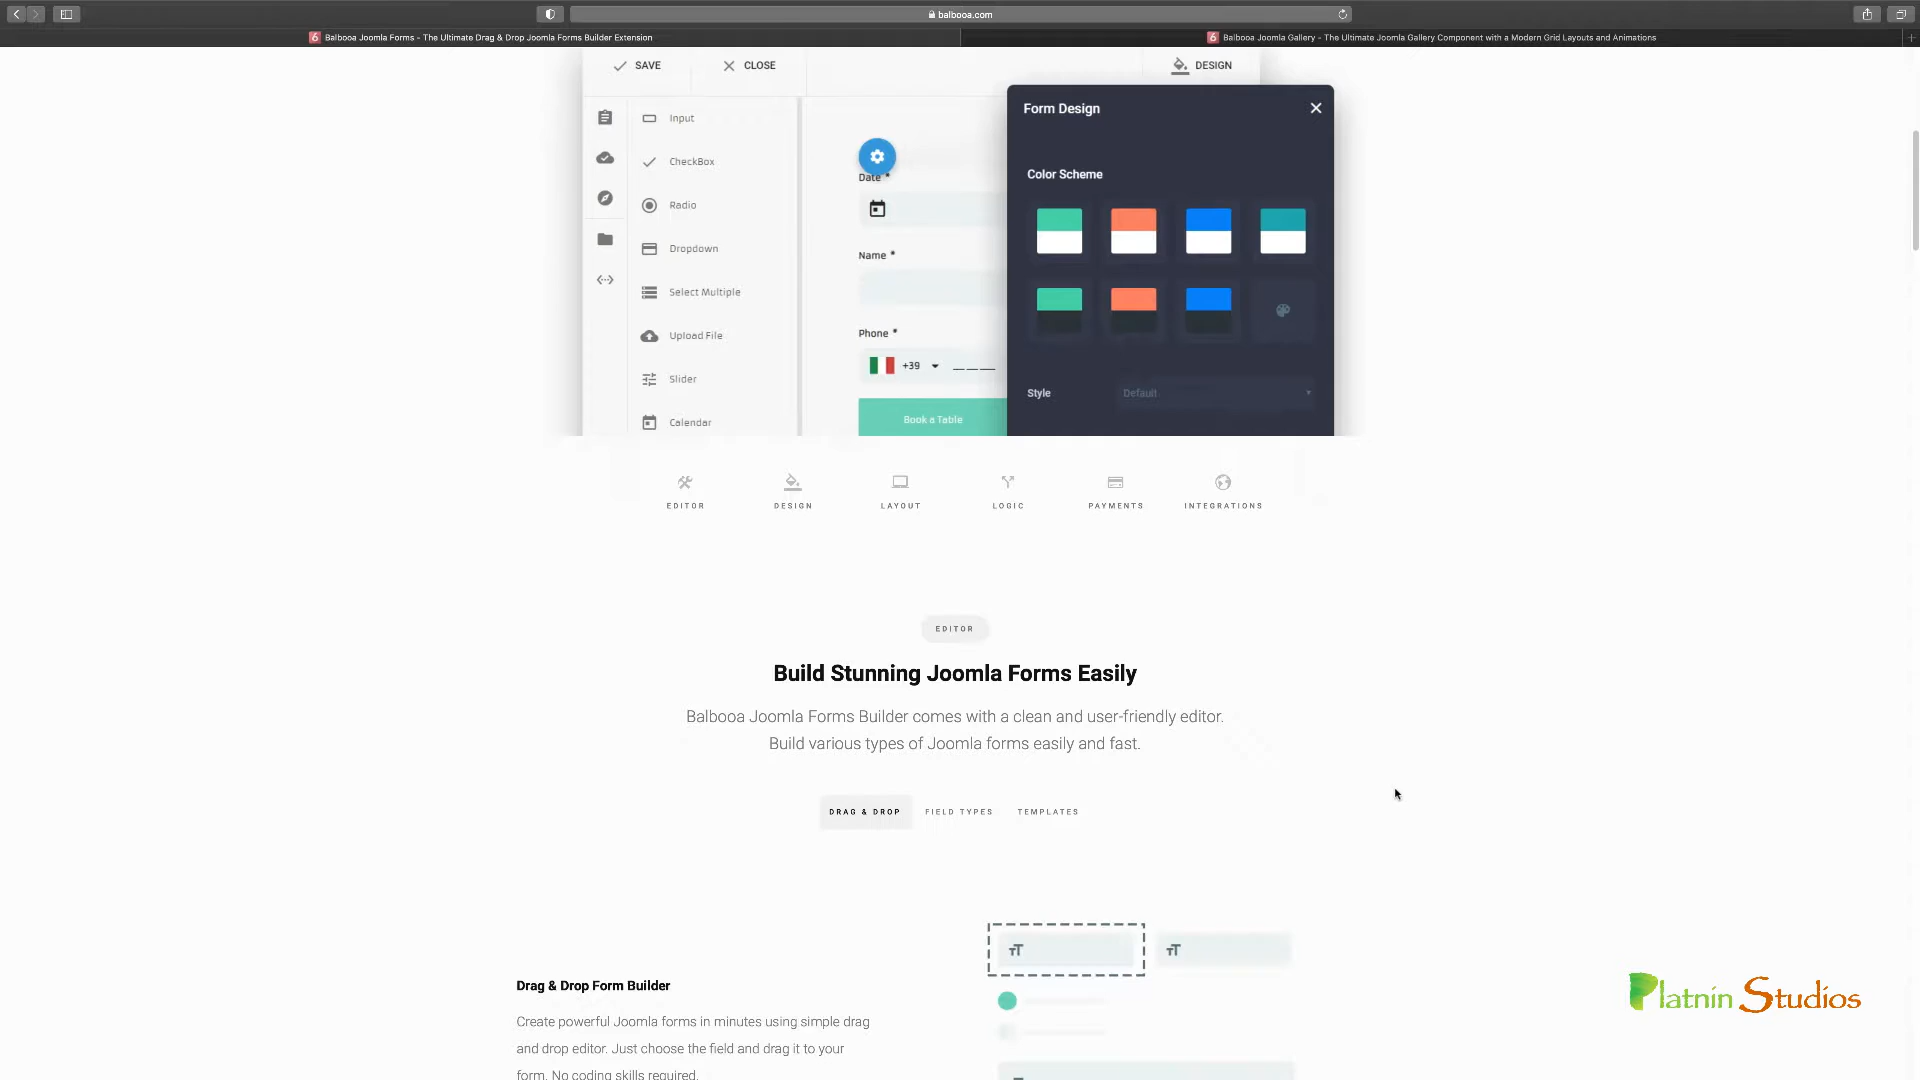 balbooa.com
Balbooa Joomla Forms - The Ultimate Drag & Drop Joomla Forms Builder Extension
Balbooa Joomla Gallery - The Ultimate Joomla Gallery Component with a Modern Grid Layouts and Animations
SAVE
CLOSE
DESIGN
Input
CheckBox
Radio
Dropdown
Select Multiple
Upload File
Slider
Calendar
Date *
Name *
Phone *
+39
Book a Table
Form Design
Color Scheme
Style
Default
EDITOR
DESIGN
LAYOUT
LOGIC
PAYMENTS
INTEGRATIONS
EDITOR
Build Stunning Joomla Forms Easily
Balbooa Joomla Forms Builder comes with a clean and user-friendly editor.
Build various types of Joomla forms easily and fast.
DRAG & DROP
FIELD TYPES
TEMPLATES
Drag & Drop Form Builder
Create powerful Joomla forms in minutes using simple drag
and drop editor. Just choose the field and drag it to your
form. No coding skills required.
Platnin Studios